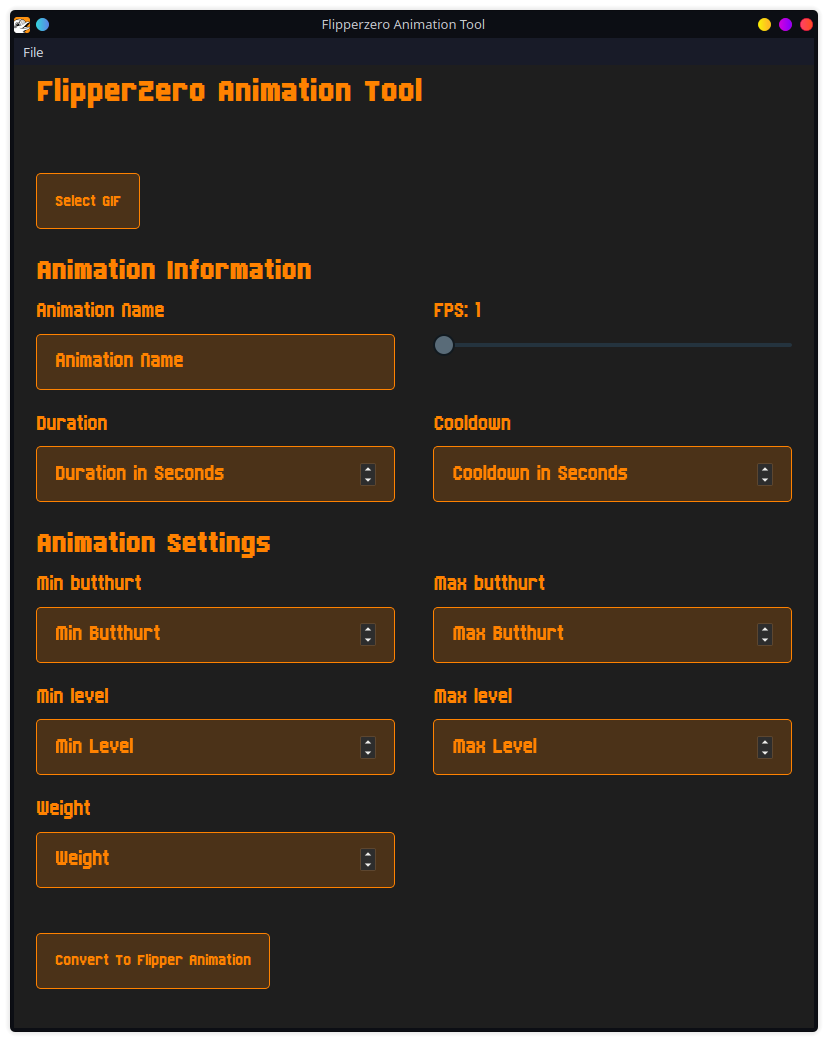 Flipperzero Animation Tool
File
FlipperZero Animation Tool
Select GIF
Animation Information
Animation Name
FPS: 1
Animation Name
Duration
Cooldown
Duration in Seconds
Cooldown in Seconds
Animation Settings
Min butthurt
Max butthurt
Min Butthurt
Max Butthurt
Min level
Max level
Min Level
Max Level
Weight
Weight
Convert To Flipper Animation